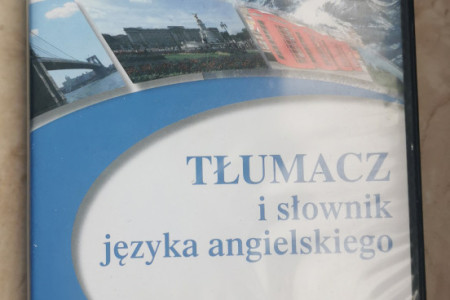 TŁUMACZ
i słownik
języka angielskiego